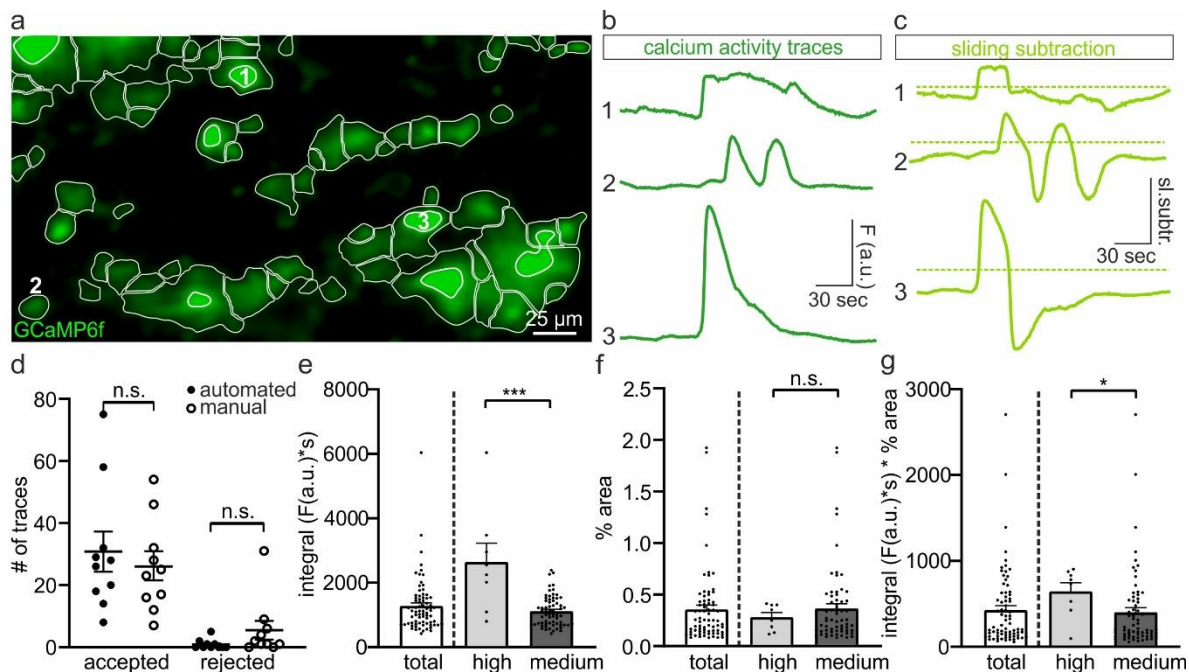 a
1
3
2
GCaMP6f
25 µm
b
calcium activity traces
1
2
3
F (a.u.)
30 sec
c
sliding subtraction
1
2
3
sl.subtr.
30 sec
d
n.s.
automated
manual
n.s.
# of traces
80
60
40
20
0
accepted
rejected
e
***
integral (F(a.u.)*s)
8000
6000
4000
2000
0
total
high
medium
f
n.s.
% area
2.5
2.0
1.5
1.0
0.5
0.0
total
high
medium
g
*
integral (F(a.u.)*s) * % area
3000
2000
1000
0
total
high
medium